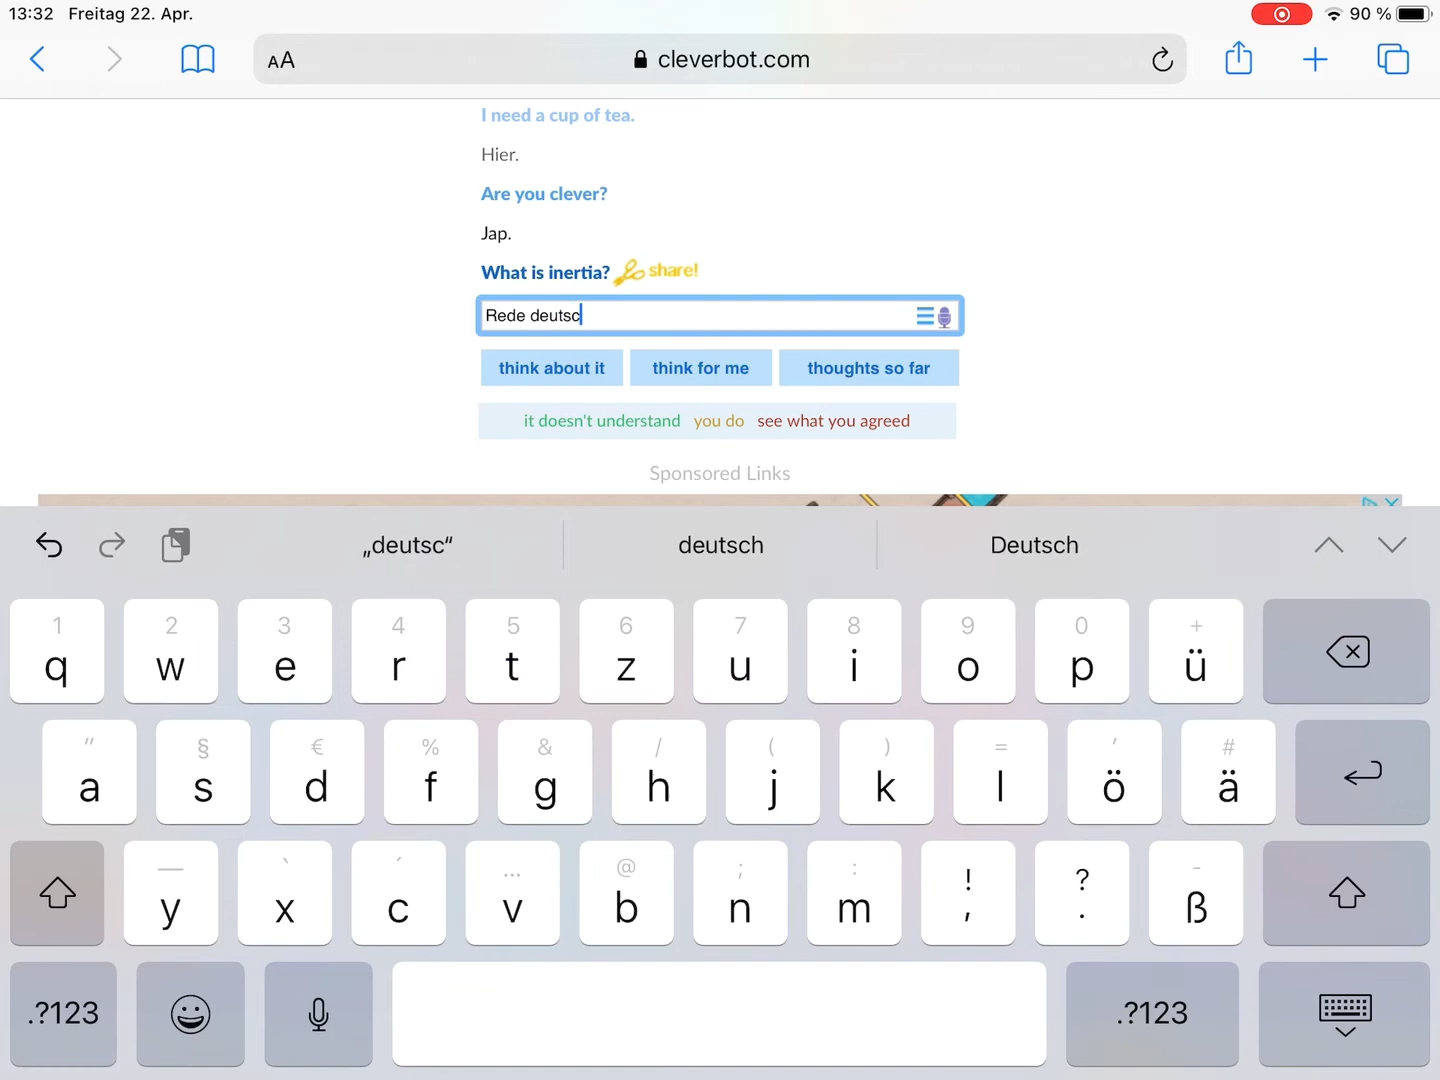 13:32 Freitag 22. Apr. 90 %
AA cleverbot.com
I need a cup of tea.
Hier.
Are you clever?
Jap.
What is inertia? share!
Rede deutsc
think about it think for me thoughts so far
it doesn't understand you do see what you agreed
Sponsored Links
„deutsc“ deutsch Deutsch
1 2 3 4 5 6 7 8 9 0 +
q w e r t z u i o p ü
" § € % & / ( ) = ' #
a s d f g h j k l ö ä
— ` ´ ... @ ; : ! ? -
y x c v b n m , . ß
.?123 .?123